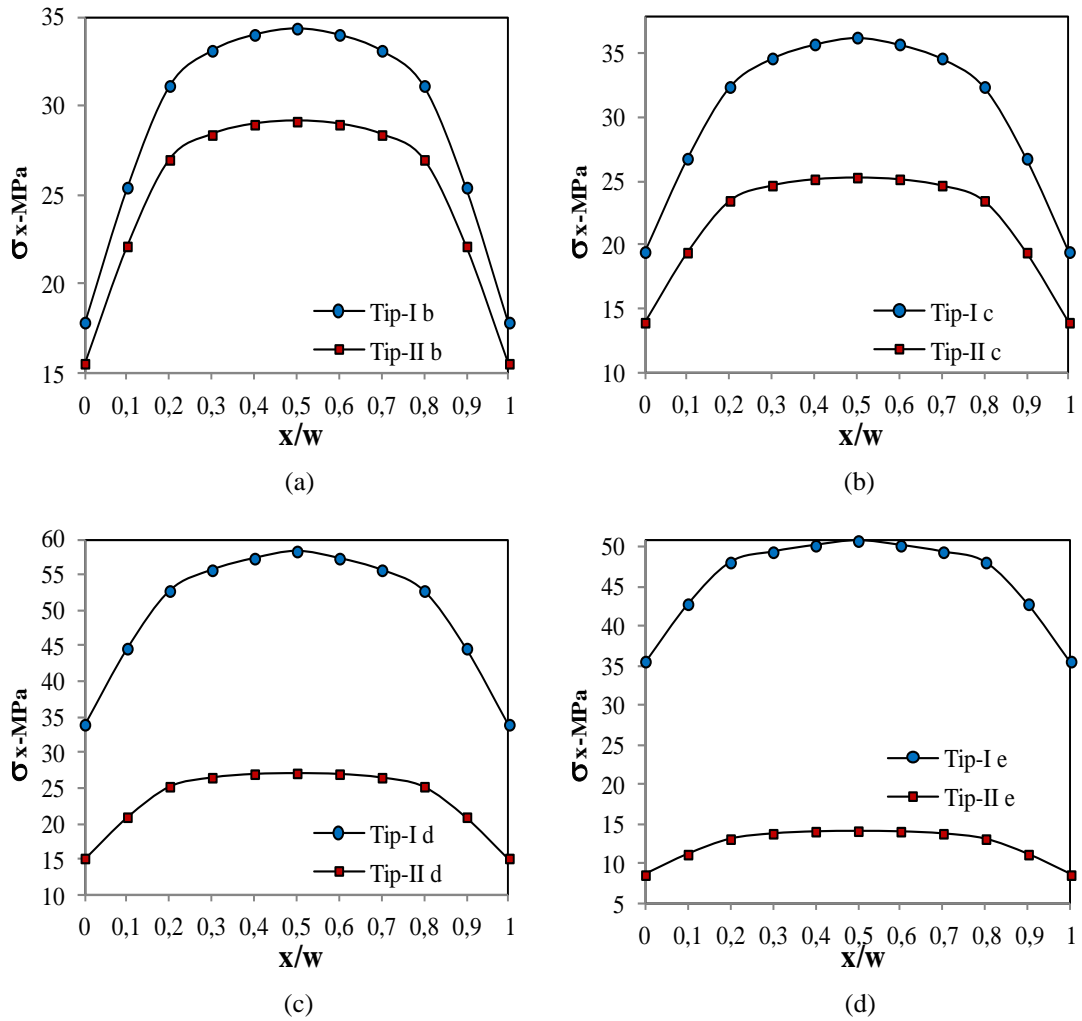 35
30
25
20
15
σx-MPa
Tip-I b
Tip-II b
0 0,1 0,2 0,3 0,4 0,5 0,6 0,7 0,8 0,9 1
x/w
(a)
35
30
25
20
15
10
σx-MPa
Tip-I c
Tip-II c
0 0,1 0,2 0,3 0,4 0,5 0,6 0,7 0,8 0,9 1
x/w
(b)
60
55
50
45
40
35
30
25
20
15
10
σx-MPa
Tip-I d
Tip-II d
0 0,1 0,2 0,3 0,4 0,5 0,6 0,7 0,8 0,9 1
x/w
(c)
50
45
40
35
30
25
20
15
10
5
σx-MPa
Tip-I e
Tip-II e
0 0,1 0,2 0,3 0,4 0,5 0,6 0,7 0,8 0,9 1
x/w
(d)